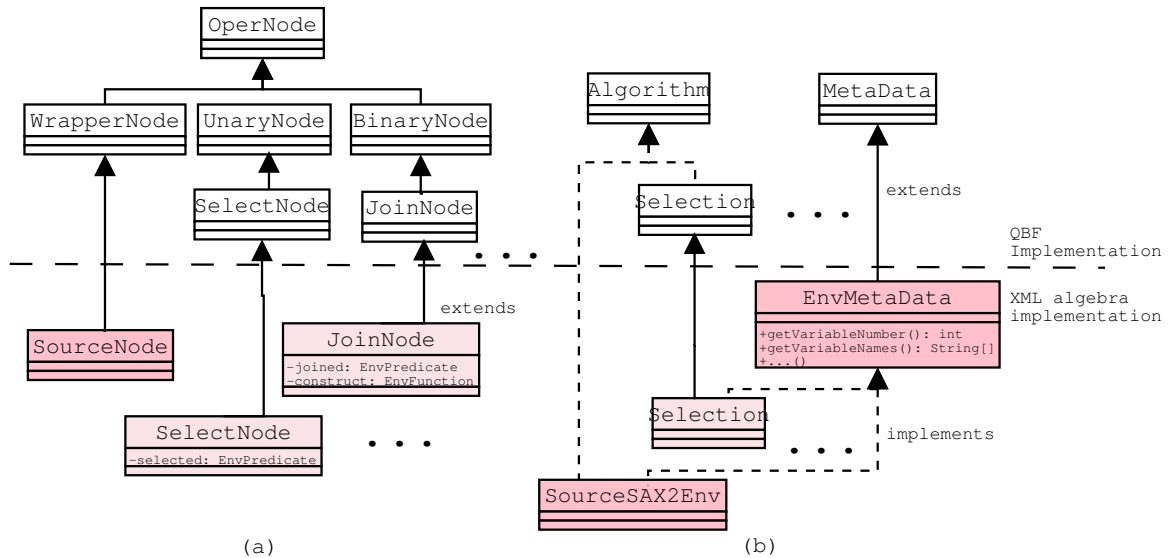 OperNode
WrapperNode
UnaryNode
BinaryNode
SelectNode
JoinNode
. . .
extends
SourceNode
JoinNode
-joined: EnvPredicate
-construct: EnvFunction
SelectNode
-selected: EnvPredicate
. . .
(a)
Algorithm
MetaData
Selection
. . .
extends
QBF
Implementation
XML algebra
implementation
EnvMetaData
+getVariableNumber(): int
+getVariableNames(): String[]
+...()
Selection
. . .
implements
SourceSAX2Env
(b)